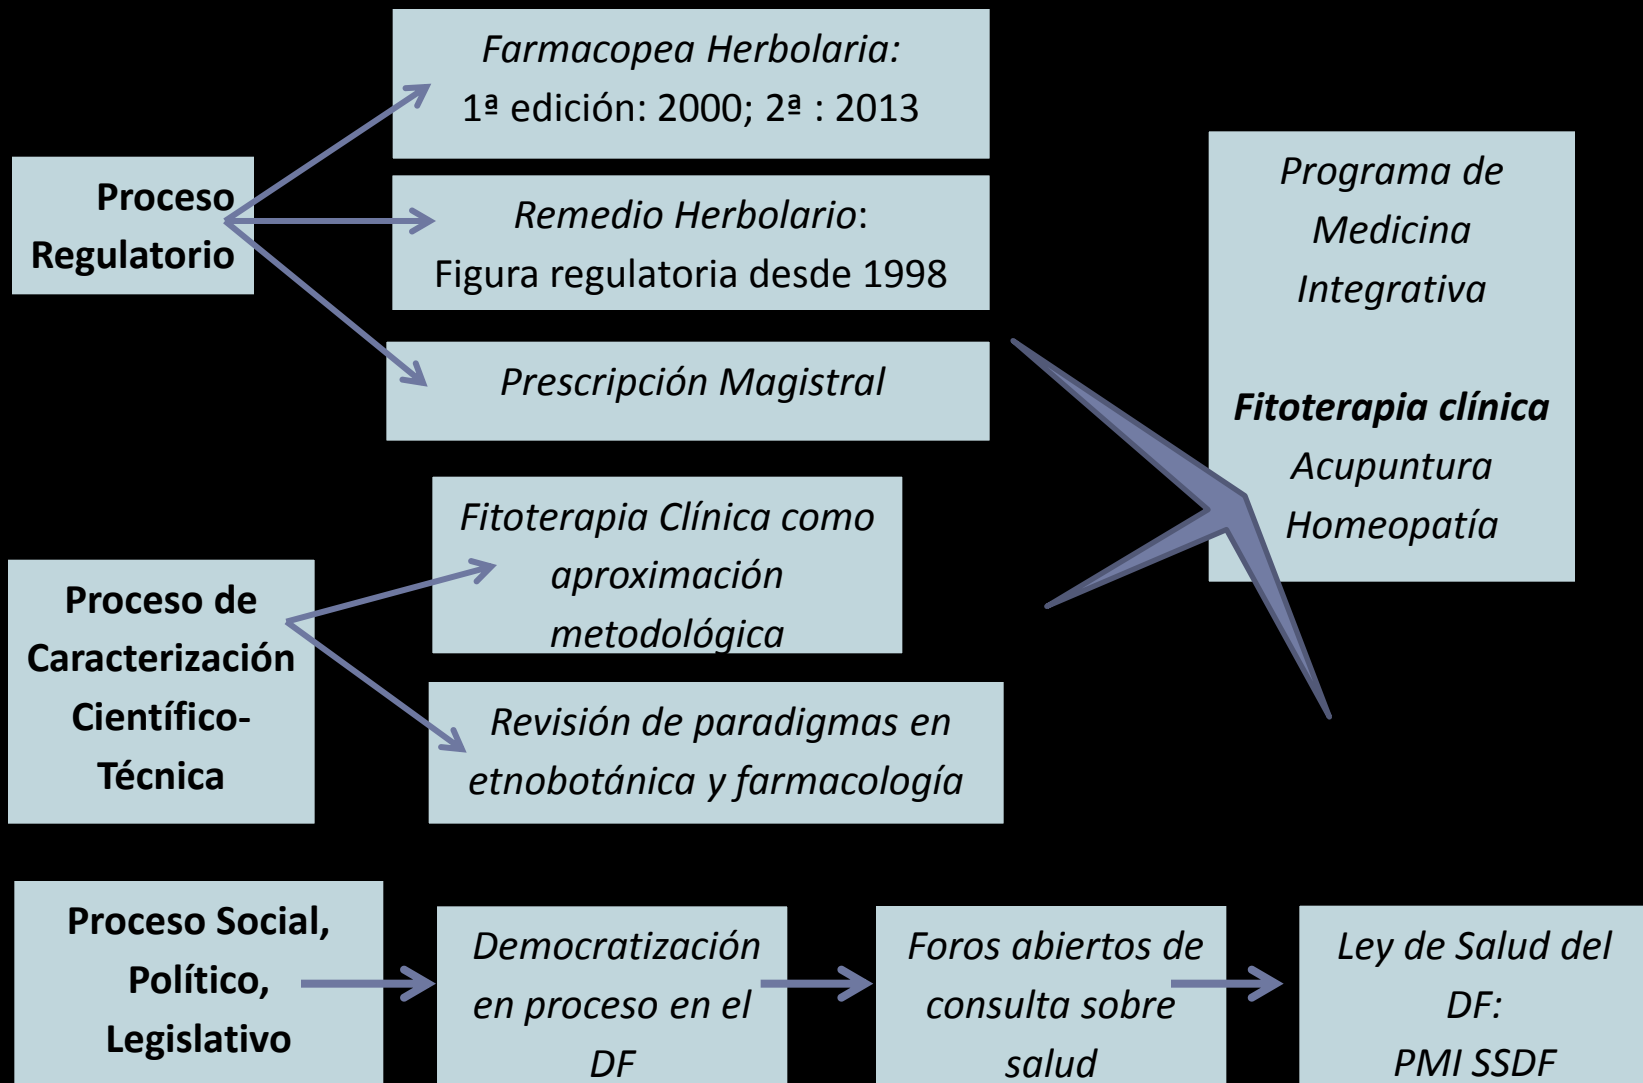 Proceso
Regulatorio
Farmacopea Herbolaria:
1ª edición: 2000; 2ª : 2013
Remedio Herbolario:
Figura regulatoria desde 1998
Prescripción Magistral
Proceso de
Caracterización
Científico-
Técnica
Fitoterapia Clínica como
aproximación
metodológica
Revisión de paradigmas en
etnobotánica y farmacología
Programa de
Medicina
Integrativa
Fitoterapia clínica
Acupuntura
Homeopatía
Proceso Social,
Político,
Legislativo
Democratización
en proceso en el
DF
Foros abiertos de
consulta sobre
salud
Ley de Salud del
DF:
PMI SSDF